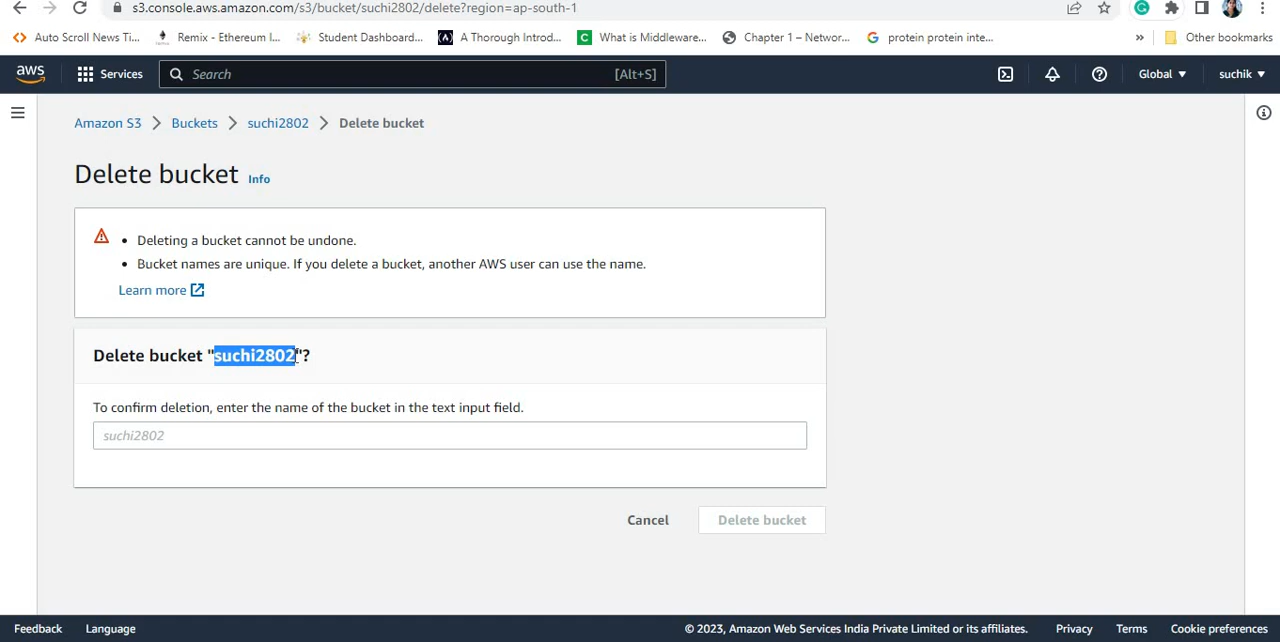 s3.console.aws.amazon.com/s3/bucket/suchi2802/delete?region=ap-south-1
Auto Scroll News Ti... Remix - Ethereum I... Student Dashboard... A Thorough Introd... What is Middleware... Chapter 1 – Networ... protein protein inte... » Other bookmarks
aws Services Search [Alt+S] Global suchik
Amazon S3 > Buckets > suchi2802 > Delete bucket
Delete bucket Info
• Deleting a bucket cannot be undone.
• Bucket names are unique. If you delete a bucket, another AWS user can use the name.
Learn more
Delete bucket "suchi2802"?
To confirm deletion, enter the name of the bucket in the text input field.
suchi2802
Cancel Delete bucket
Feedback Language © 2023, Amazon Web Services India Private Limited or its affiliates. Privacy Terms Cookie preferences